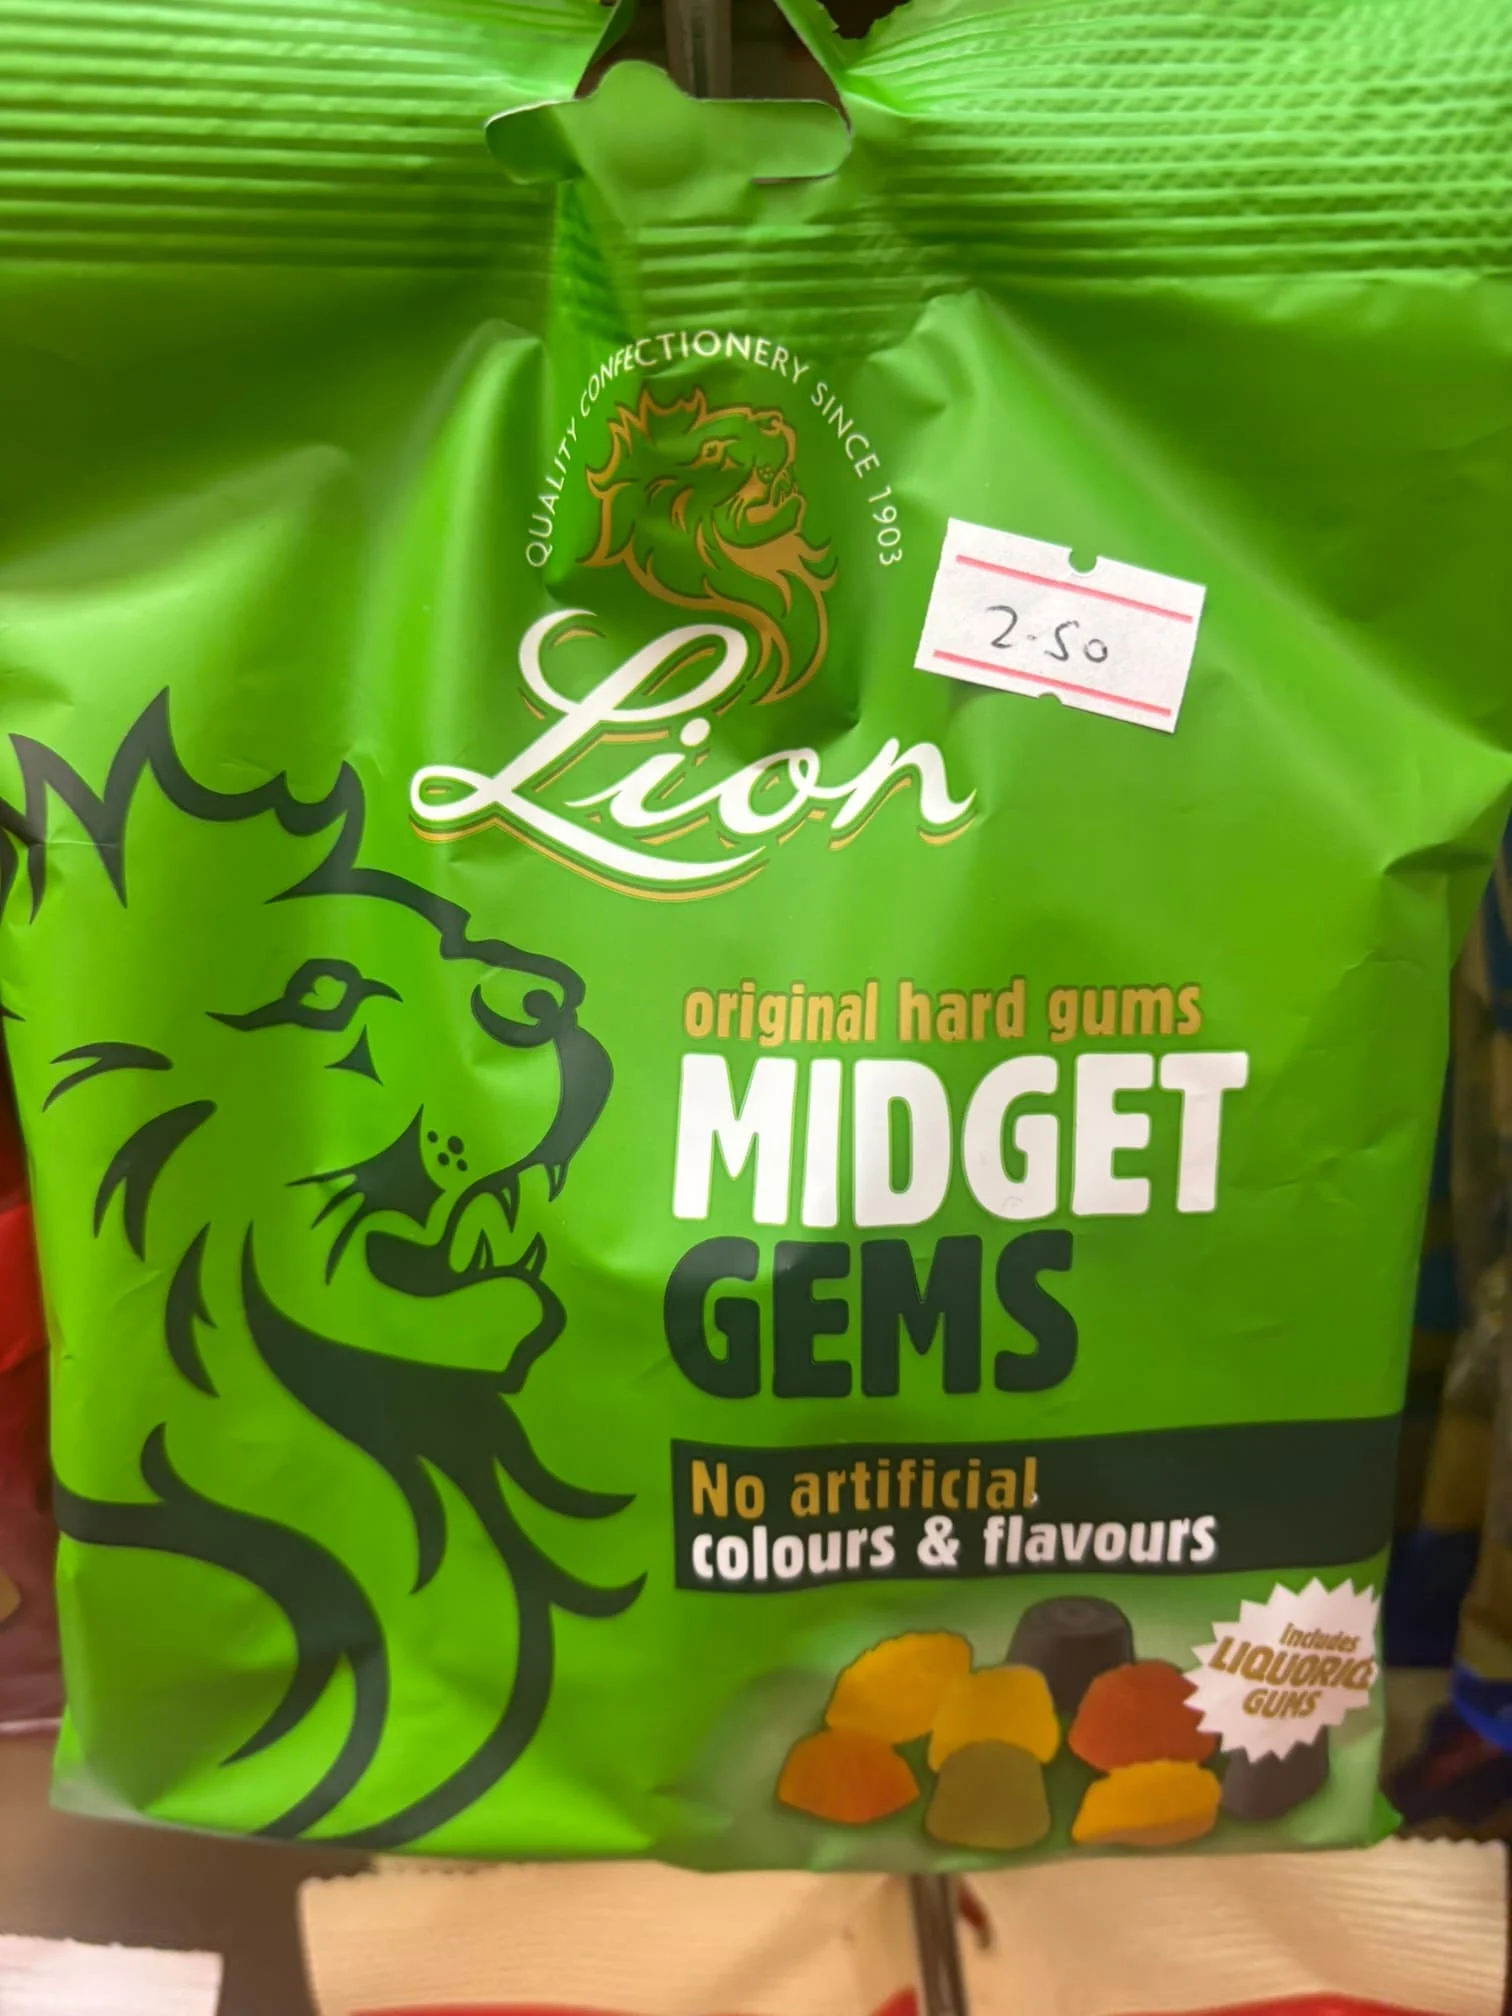 QUALITY CONFECTIONERY SINCE 1903
Lion
2.50
original hard gums
MIDGET
GEMS
No artificial
colours & flavours
Includes
LIQUORICE
GUMS